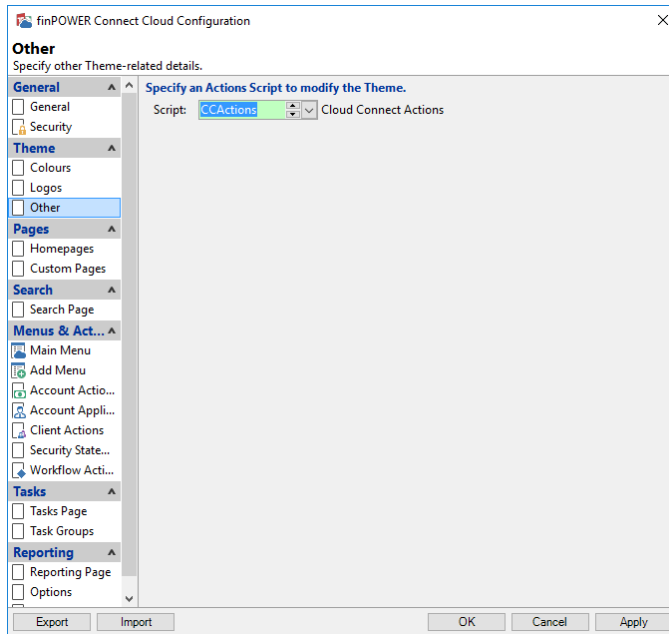 finPOWER Connect Cloud Configuration
Other
Specify other Theme-related details.
General
General
Security
Theme
Colours
Logos
Other
Pages
Homepages
Custom Pages
Search
Search Page
Menus & Act...
Main Menu
Add Menu
Account Actio...
Account Appli...
Client Actions
Security State...
Workflow Acti...
Tasks
Tasks Page
Task Groups
Reporting
Reporting Page
Options
Specify an Actions Script to modify the Theme.
Script: CCActions Cloud Connect Actions
Export Import OK Cancel Apply